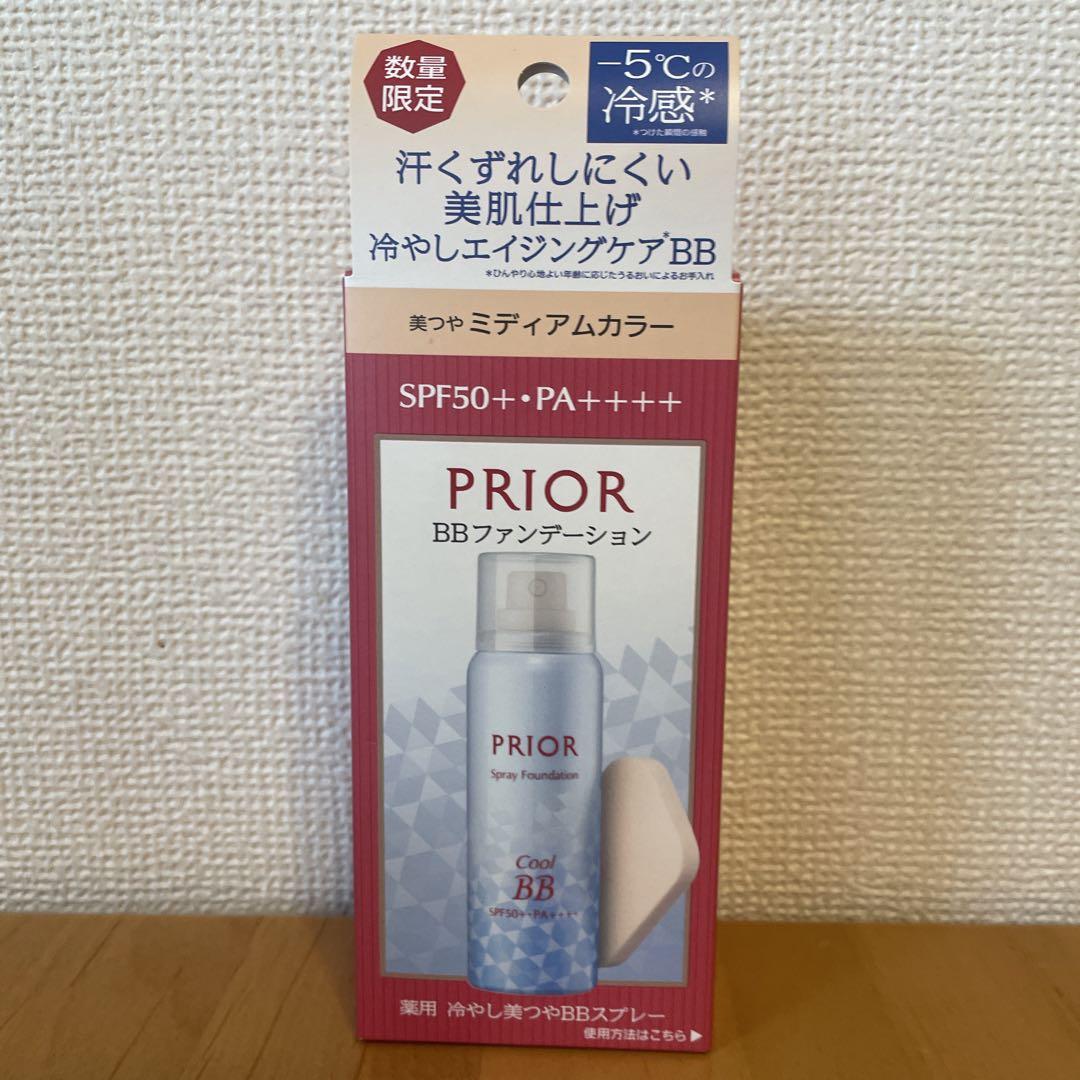 数量
限定
−5℃の
冷感*
*つけた瞬間の感触
汗くずれしにくい
美肌仕上げ
冷やしエイジングケア*BB
*ひんやり心地よい年齢に応じたうるおいによるお手入れ
美つや ミディアムカラー
SPF50+・PA++++
PRIOR
BBファンデーション
PRIOR
Spray Foundation
Cool
BB
SPF50+・PA++++
薬用 冷やし美つやBBスプレー
使用方法はこちら▶